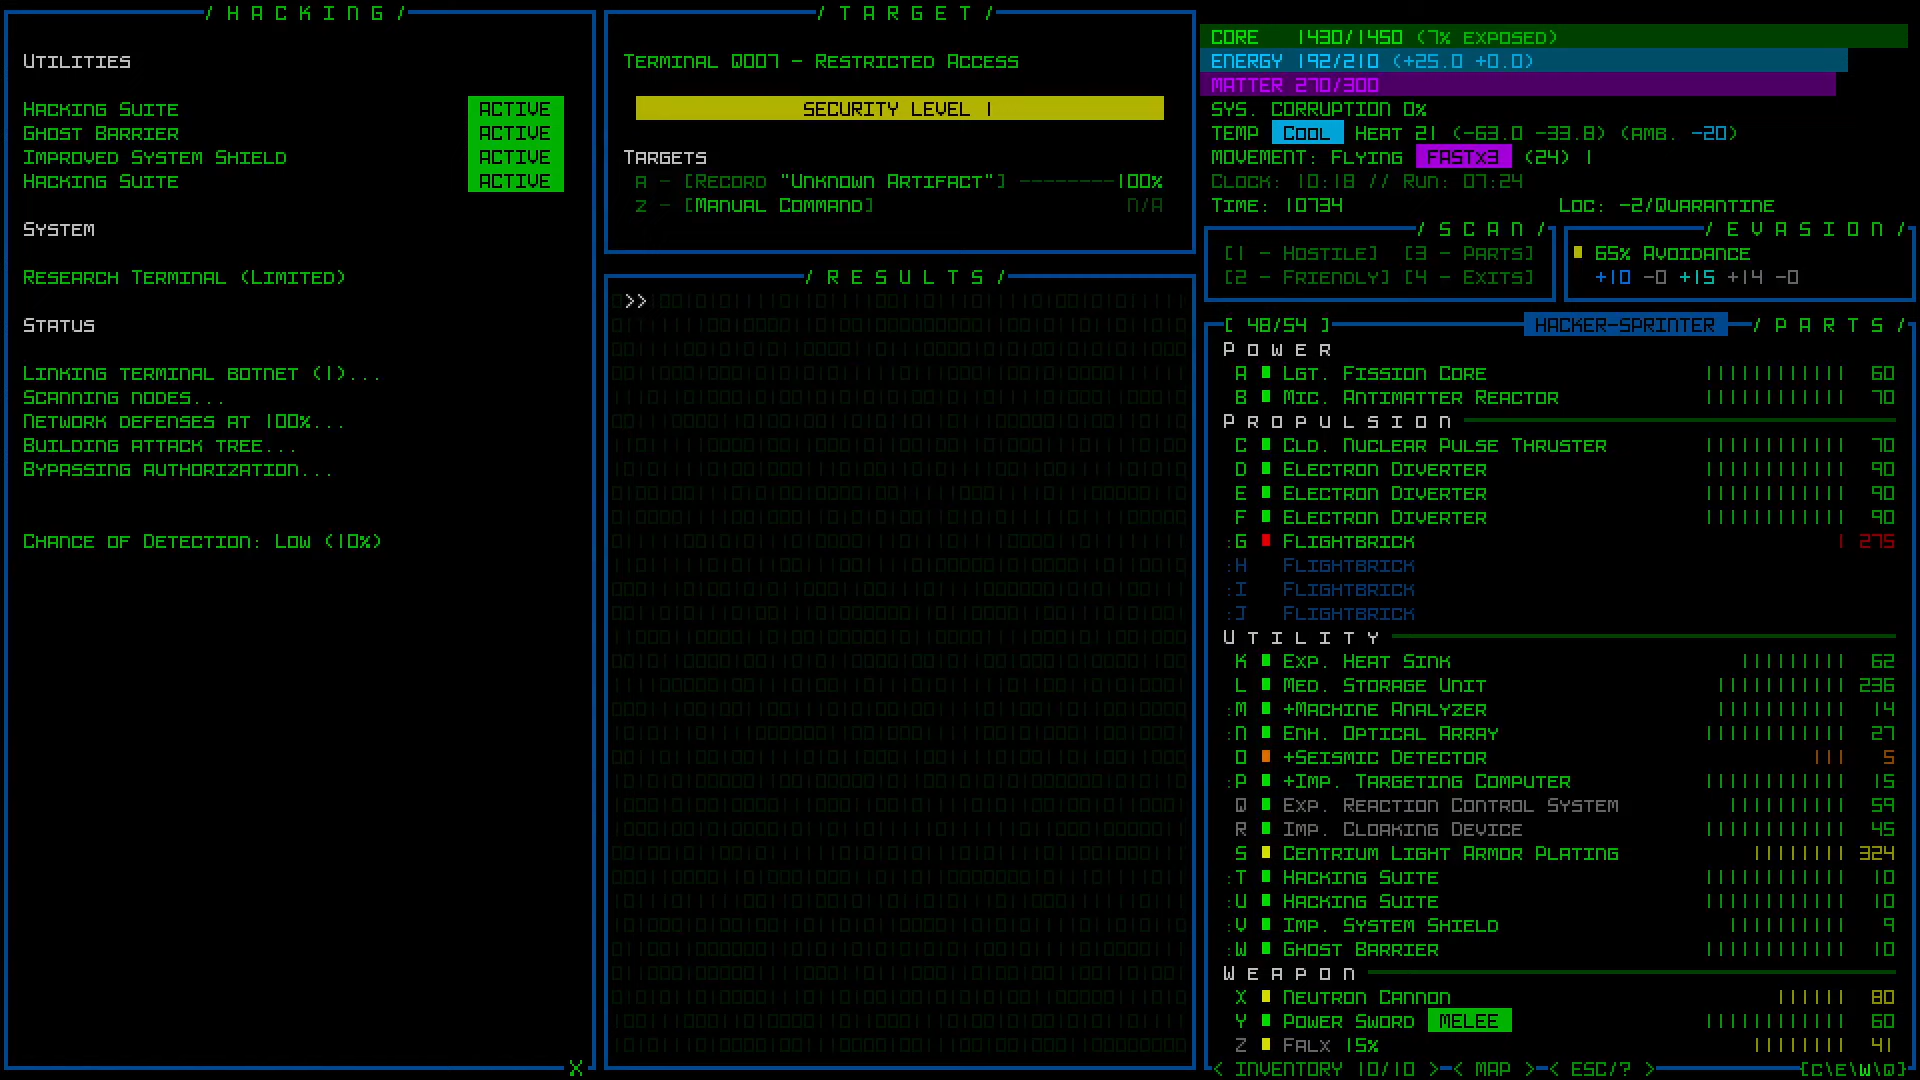 / HACKING /
Utilities
Hacking Suite ACTIVE
Ghost Barrier ACTIVE
Improved System Shield ACTIVE
Hacking Suite ACTIVE
System
Research Terminal (Limited)
Status
Linking terminal botnet (1)...
Scanning nodes...
Network defenses at 100%...
Building attack tree...
Bypassing authorization...
Chance of Detection: Low (10%)
X
/ TARGET /
Terminal Q007 - Restricted Access
SECURITY LEVEL 1
Targets
A - [Record "Unknown Artifact"] --------100%
Z - [Manual Command] N/A
/ RESULTS /
>>
CORE 1430/1450 (7% EXPOSED)
ENERGY 192/210 (+25.0 +0.0)
MATTER 270/300
SYS. CORRUPTION 0%
TEMP COOL HEAT 21 (-63.0 -33.8) (AMB. -20)
MOVEMENT: FLYING FASTx3 (24) 1
Clock: 10:18 // Run: 07:24
Time: 10734 Loc: -2/Quarantine
/ SCAN /
[1 - Hostile] [3 - Parts]
[2 - Friendly] [4 - Exits]
/ EVASION /
65% Avoidance
+10 -0 +15 +14 -0
[ 48/54 ] HACKER-SPRINTER / PARTS /
Power
A Lgt. Fission Core 60
B Mic. Antimatter Reactor 70
Propulsion
C Cld. Nuclear Pulse Thruster 70
D Electron Diverter 90
E Electron Diverter 90
F Electron Diverter 90
:G Flightbrick 275
:H Flightbrick
:I Flightbrick
:J Flightbrick
Utility
K Exp. Heat Sink 62
L Med. Storage Unit 236
:M +Machine Analyzer 14
:N Enh. Optical Array 27
O +Seismic Detector 5
:P +Imp. Targeting Computer 15
Q Exp. Reaction Control System 59
R Imp. Cloaking Device 45
S Centrium Light Armor Plating 324
:T Hacking Suite 10
:U Hacking Suite 10
:V Imp. System Shield 9
:W Ghost Barrier 10
Weapon
X Neutron Cannon 80
Y Power Sword MELEE 60
Z Falx 15% 41
< INVENTORY 10/10 > < MAP > < ESC/? > [C\E\W\Q]